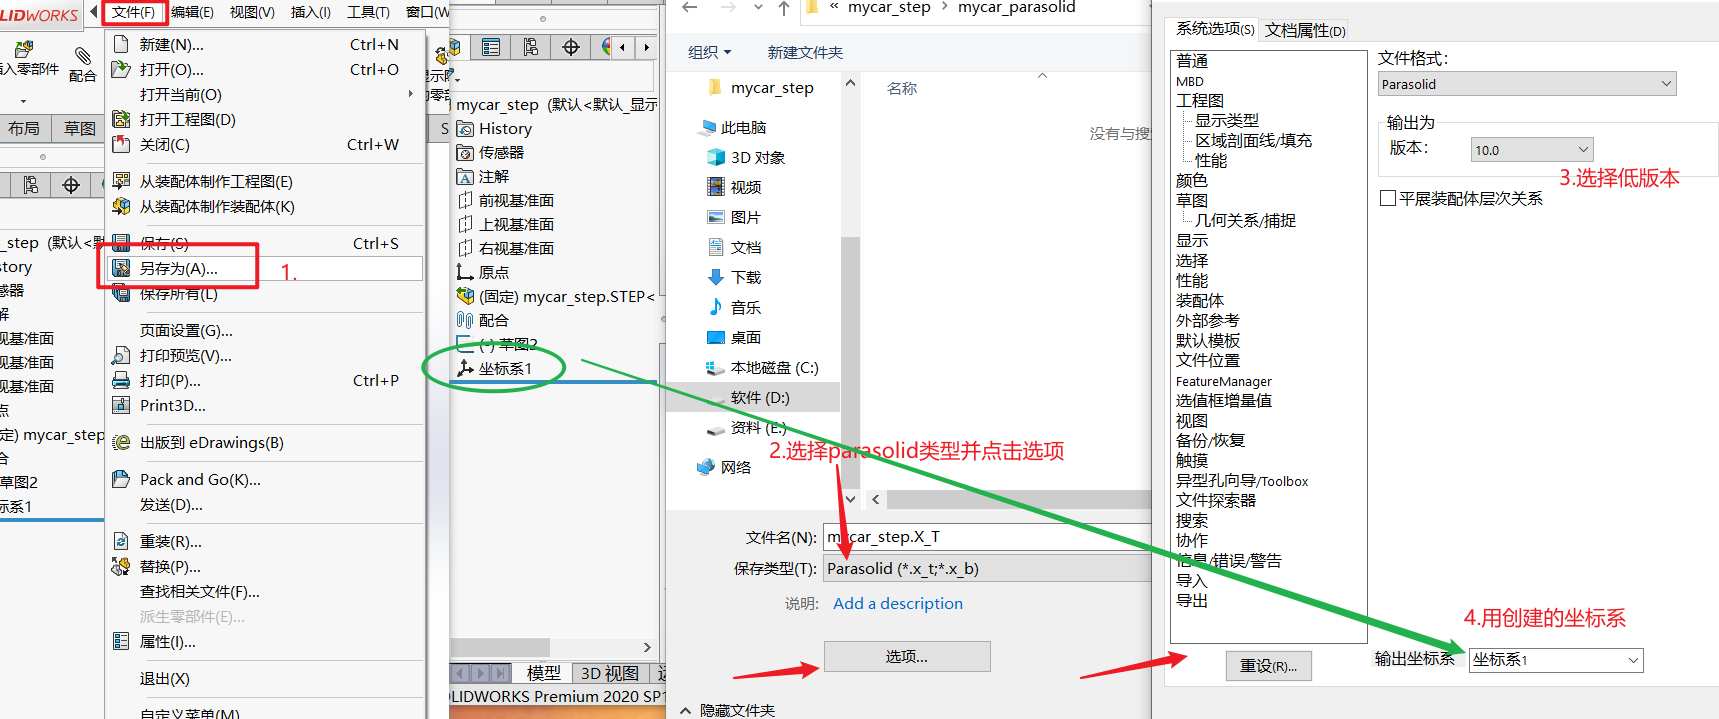 SOLIDWORKS
文件(F)
编辑(E)
视图(V)
插入(I)
工具(T)
窗口(W
插入零部件
配合
布局
草图
新建(N)...
Ctrl+N
打开(O)...
Ctrl+O
打开当前(O)
打开工程图(D)
关闭(C)
Ctrl+W
从装配体制作工程图(E)
从装配体制作装配体(K)
保存(S)
Ctrl+S
另存为(A)...
1.
保存所有(L)
页面设置(G)...
打印预览(V)...
打印(P)...
Ctrl+P
Print3D...
出版到 eDrawings(B)
Pack and Go(K)...
发送(D)...
重装(R)...
替换(P)...
查找相关文件(F)...
派生零部件(E)...
属性(I)...
退出(X)
自定义菜单(M)
_step (默认<默
story
感器
解
视基准面
视基准面
视基准面
点
定) mycar_step
合
草图2
标系1
mycar_step (默认<默认_显示
History
传感器
注解
前视基准面
上视基准面
右视基准面
原点
(固定) mycar_step.STEP<
配合
(-) 草图2
坐标系1
模型
3D 视图
运
OLIDWORKS Premium 2020 SP1
« mycar_step > mycar_parasolid
组织
新建文件夹
mycar_step
此电脑
3D 对象
视频
图片
文档
下载
音乐
桌面
本地磁盘 (C:)
软件 (D:)
资料 (E:)
网络
名称
没有与搜
2.选择parasolid类型并点击选项
文件名(N):
mycar_step.X_T
保存类型(T):
Parasolid (*.x_t;*.x_b)
说明:
Add a description
选项...
隐藏文件夹
系统选项(S)
文档属性(D)
普通
MBD
工程图
显示类型
区域剖面线/填充
性能
颜色
草图
几何关系/捕捉
显示
选择
性能
装配体
外部参考
默认模板
文件位置
FeatureManager
选值框增量值
视图
备份/恢复
触摸
异型孔向导/Toolbox
文件探索器
搜索
协作
信息/错误/警告
导入
导出
重设(R)...
文件格式:
Parasolid
输出为
版本:
10.0
3.选择低版本
平展装配体层次关系
4.用创建的坐标系
输出坐标系
坐标系1